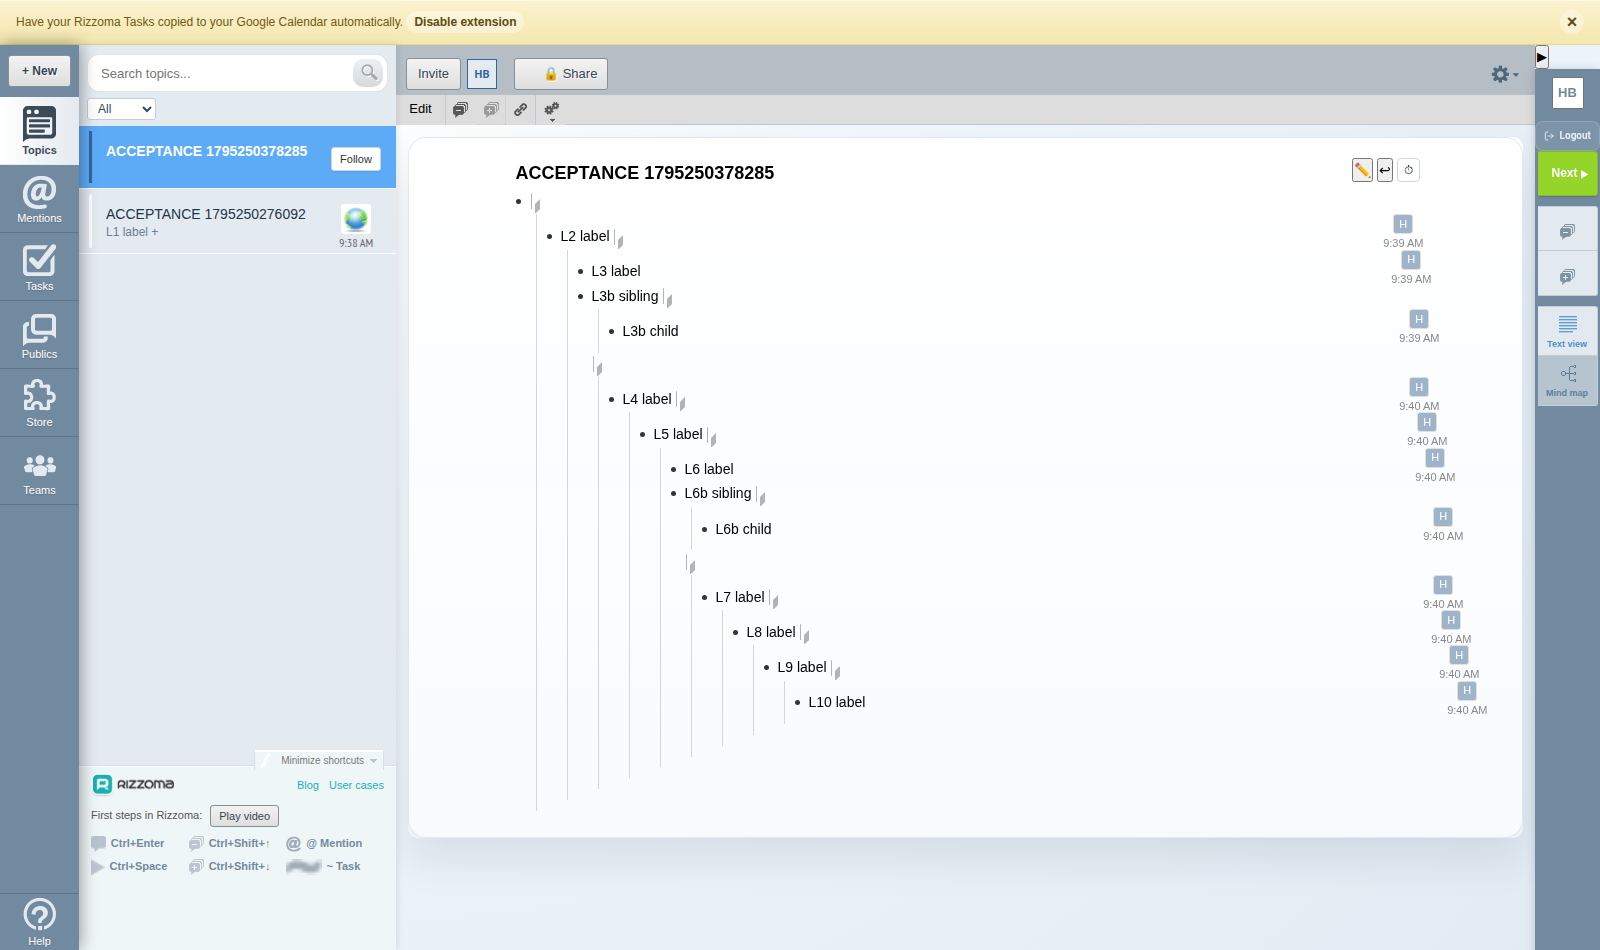 Have your Rizzoma Tasks copied to your Google Calendar automatically. Disable extension ×
+ New
Topics
Mentions
Tasks
Publics
Store
Teams
Help
Search topics...
All
ACCEPTANCE 1795250378285
Follow
ACCEPTANCE 1795250276092
L1 label +
9:38 AM
Minimize shortcuts
RIZZOMA
Blog User cases
First steps in Rizzoma: Play video
Ctrl+Enter Ctrl+Shift+↑ @ Mention
Ctrl+Space Ctrl+Shift+↓ ~ Task
Invite HB Share
Edit
ACCEPTANCE 1795250378285
L2 label H
9:39 AM
L3 label H
9:39 AM
L3b sibling
L3b child H
9:39 AM
L4 label H
9:40 AM
L5 label H
9:40 AM
L6 label H
9:40 AM
L6b sibling
L6b child H
9:40 AM
L7 label H
9:40 AM
L8 label H
9:40 AM
L9 label H
9:40 AM
L10 label H
9:40 AM
HB
Logout
Next
Text view
Mind map